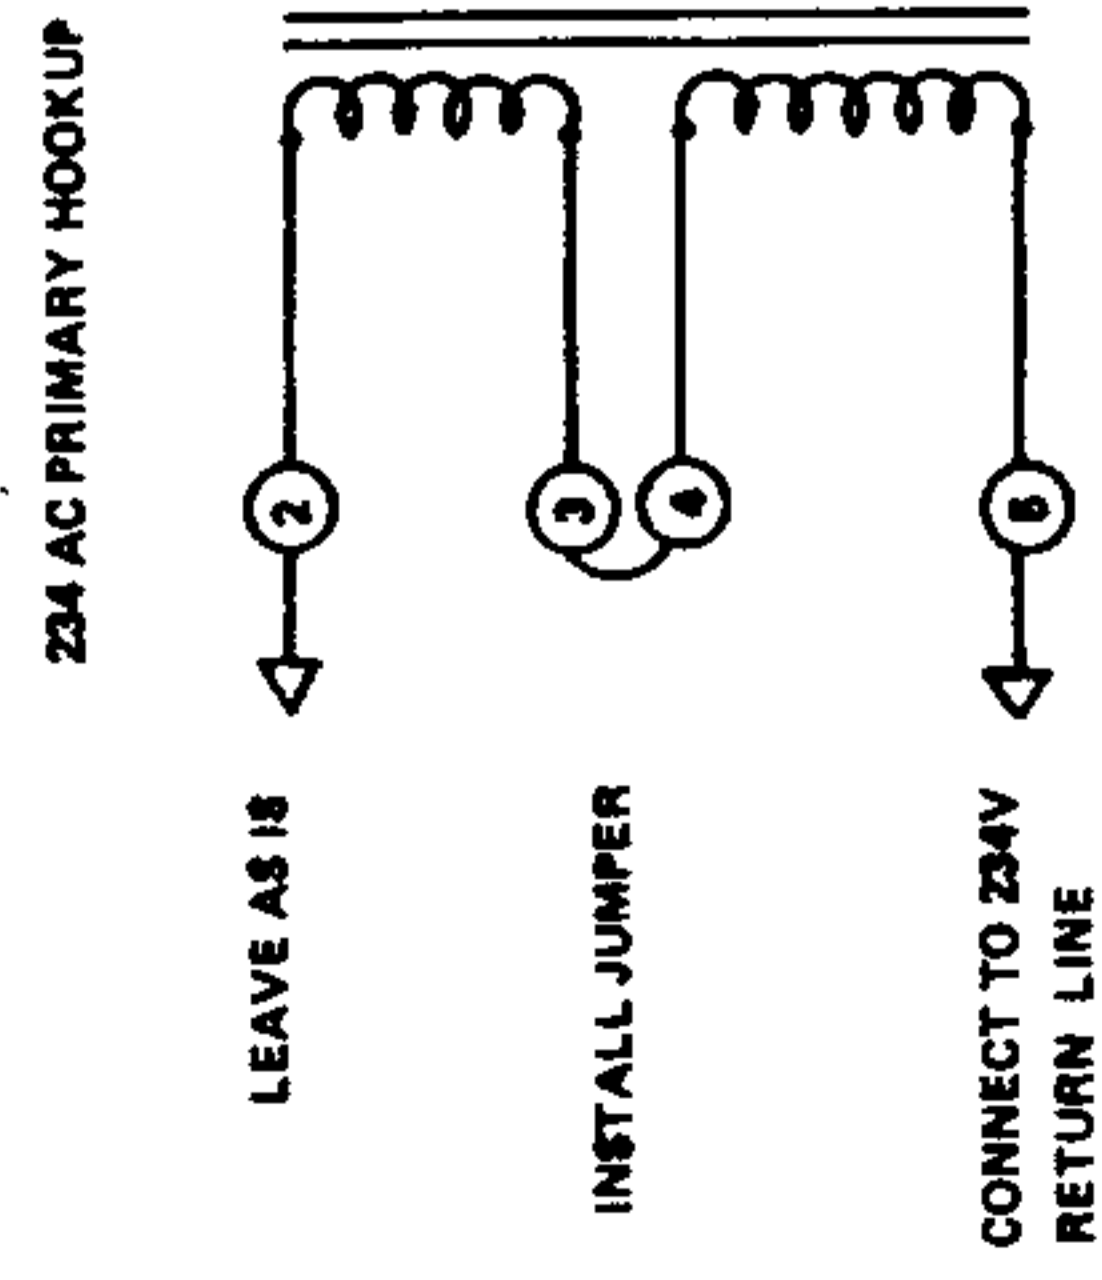 234 AC PRIMARY HOOKUP
LEAVE AS IS
2
INSTALL JUMPER
3
4
CONNECT TO 234V
RETURN LINE
5